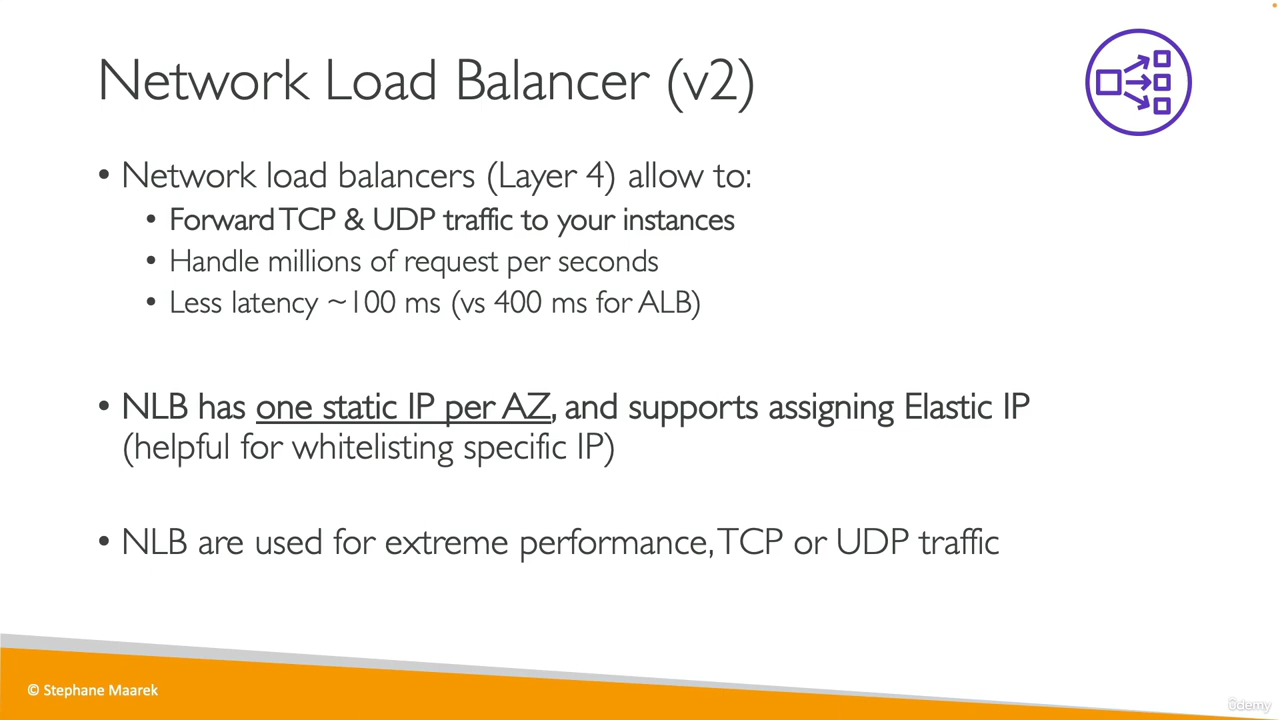 Network Load Balancer (v2)
• Network load balancers (Layer 4) allow to:
• Forward TCP & UDP traffic to your instances
• Handle millions of request per seconds
• Less latency ~100 ms (vs 400 ms for ALB)
• NLB has one static IP per AZ, and supports assigning Elastic IP
(helpful for whitelisting specific IP)
• NLB are used for extreme performance, TCP or UDP traffic
© Stephane Maarek
ûdemy